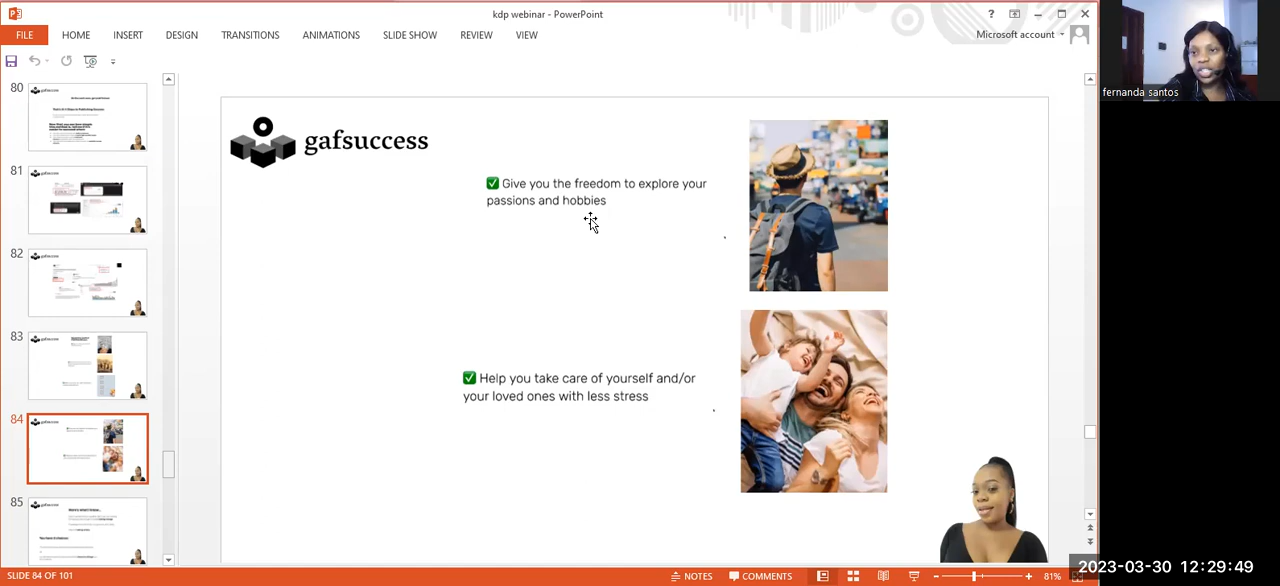 kdp webinar - PowerPoint
?
Microsoft account
FILE HOME INSERT DESIGN TRANSITIONS ANIMATIONS SLIDE SHOW REVIEW VIEW
fernanda santos
80
81
82
83
84
85
gafsuccess
✅ Give you the freedom to explore your
passions and hobbies
✅ Help you take care of yourself and/or
your loved ones with less stress
SLIDE 84 OF 101
NOTES COMMENTS 81%
2023-03-30 12:29:49